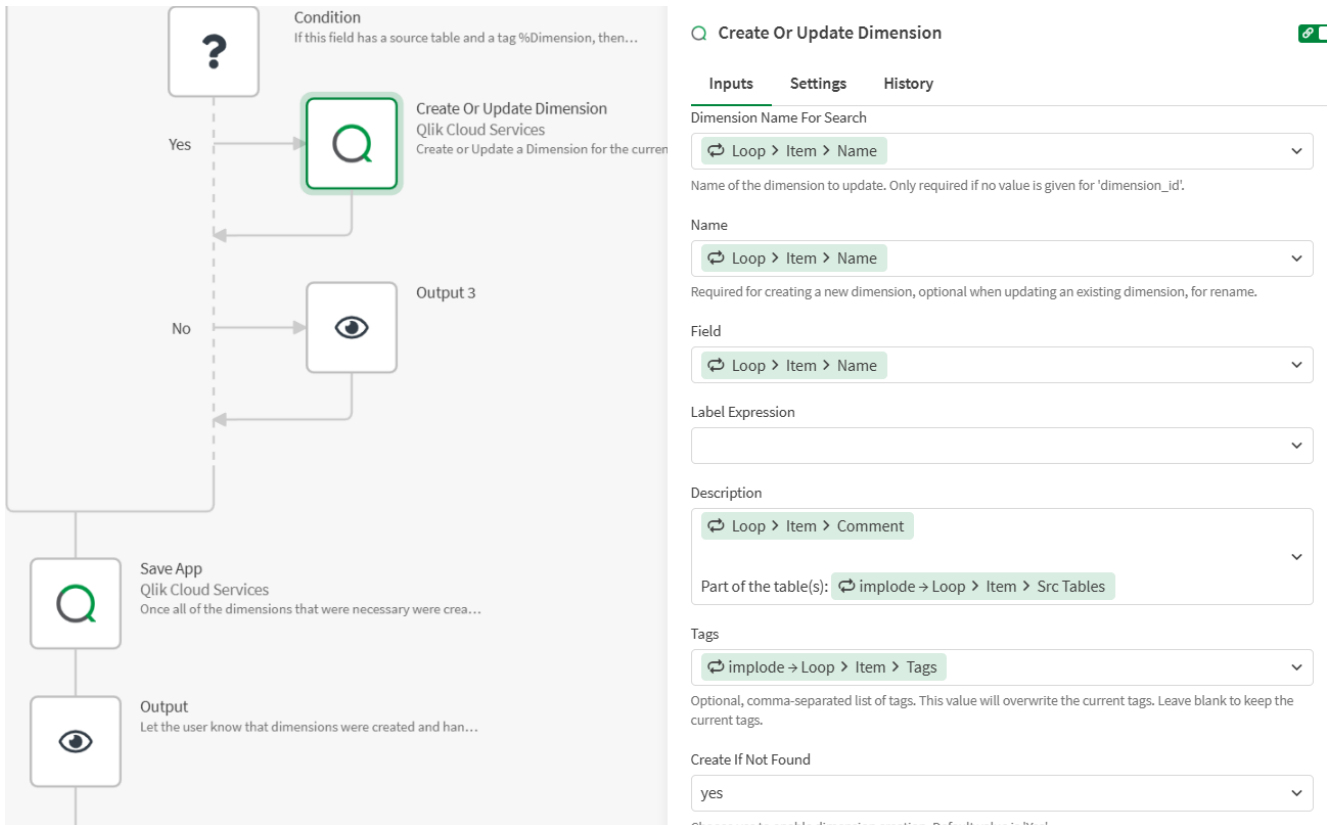 Condition
If this field has a source table and a tag %Dimension, then…
Yes
Create Or Update Dimension
Qlik Cloud Services
Create or Update a Dimension for the curren
No
Output 3
Save App
Qlik Cloud Services
Once all of the dimensions that were necessary were crea…
Output
Let the user know that dimensions were created and han…
Create Or Update Dimension
Inputs Settings History
Dimension Name For Search
Loop > Item > Name
Name of the dimension to update. Only required if no value is given for 'dimension_id'.
Name
Loop > Item > Name
Required for creating a new dimension, optional when updating an existing dimension, for rename.
Field
Loop > Item > Name
Label Expression
Description
Loop > Item > Comment
Part of the table(s): implode → Loop > Item > Src Tables
Tags
implode → Loop > Item > Tags
Optional, comma-separated list of tags. This value will overwrite the current tags. Leave blank to keep the
current tags.
Create If Not Found
yes